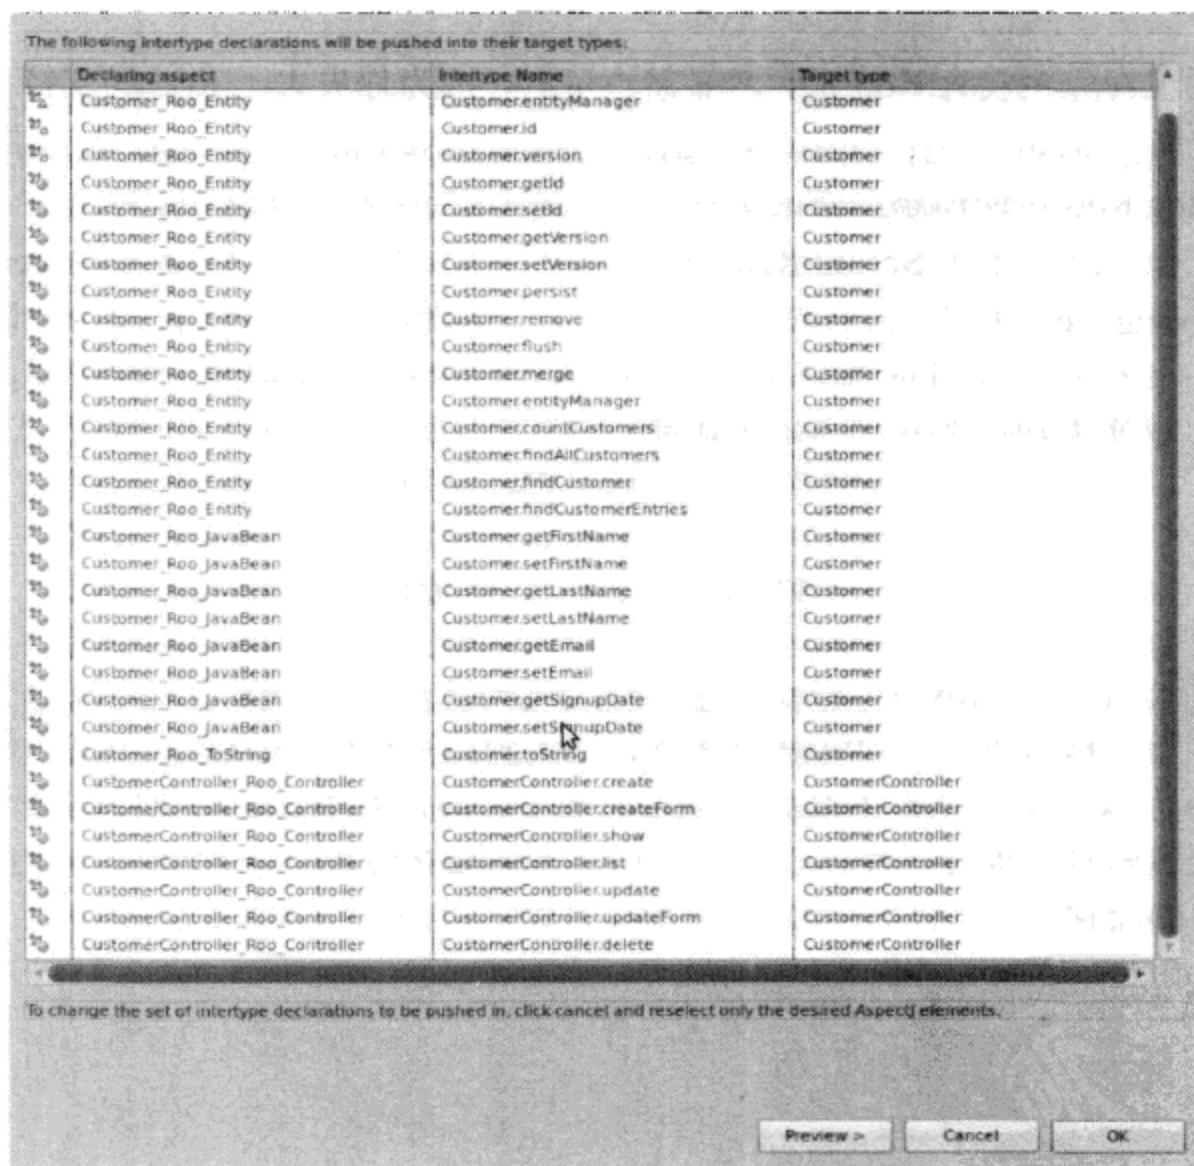 The following intertype declarations will be pushed into their target types:
Declaring aspect Intertype Name Target type
Customer_Roo_Entity Customer.entityManager Customer
Customer_Roo_Entity Customer.id Customer
Customer_Roo_Entity Customer.version Customer
Customer_Roo_Entity Customer.getId Customer
Customer_Roo_Entity Customer.setId Customer
Customer_Roo_Entity Customer.getVersion Customer
Customer_Roo_Entity Customer.setVersion Customer
Customer_Roo_Entity Customer.persist Customer
Customer_Roo_Entity Customer.remove Customer
Customer_Roo_Entity Customer.flush Customer
Customer_Roo_Entity Customer.merge Customer
Customer_Roo_Entity Customer.entityManager Customer
Customer_Roo_Entity Customer.countCustomers Customer
Customer_Roo_Entity Customer.findAllCustomers Customer
Customer_Roo_Entity Customer.findCustomer Customer
Customer_Roo_Entity Customer.findCustomerEntries Customer
Customer_Roo_JavaBean Customer.getFirstName Customer
Customer_Roo_JavaBean Customer.setFirstName Customer
Customer_Roo_JavaBean Customer.getLastName Customer
Customer_Roo_JavaBean Customer.setLastName Customer
Customer_Roo_JavaBean Customer.getEmail Customer
Customer_Roo_JavaBean Customer.setEmail Customer
Customer_Roo_JavaBean Customer.getSignupDate Customer
Customer_Roo_JavaBean Customer.setSignupDate Customer
Customer_Roo_ToString Customer.toString Customer
CustomerController_Roo_Controller CustomerController.create CustomerController
CustomerController_Roo_Controller CustomerController.createForm CustomerController
CustomerController_Roo_Controller CustomerController.show CustomerController
CustomerController_Roo_Controller CustomerController.list CustomerController
CustomerController_Roo_Controller CustomerController.update CustomerController
CustomerController_Roo_Controller CustomerController.updateForm CustomerController
CustomerController_Roo_Controller CustomerController.delete CustomerController
To change the set of intertype declarations to be pushed in, click cancel and reselect only the desired AspectJ elements.
Preview > Cancel OK